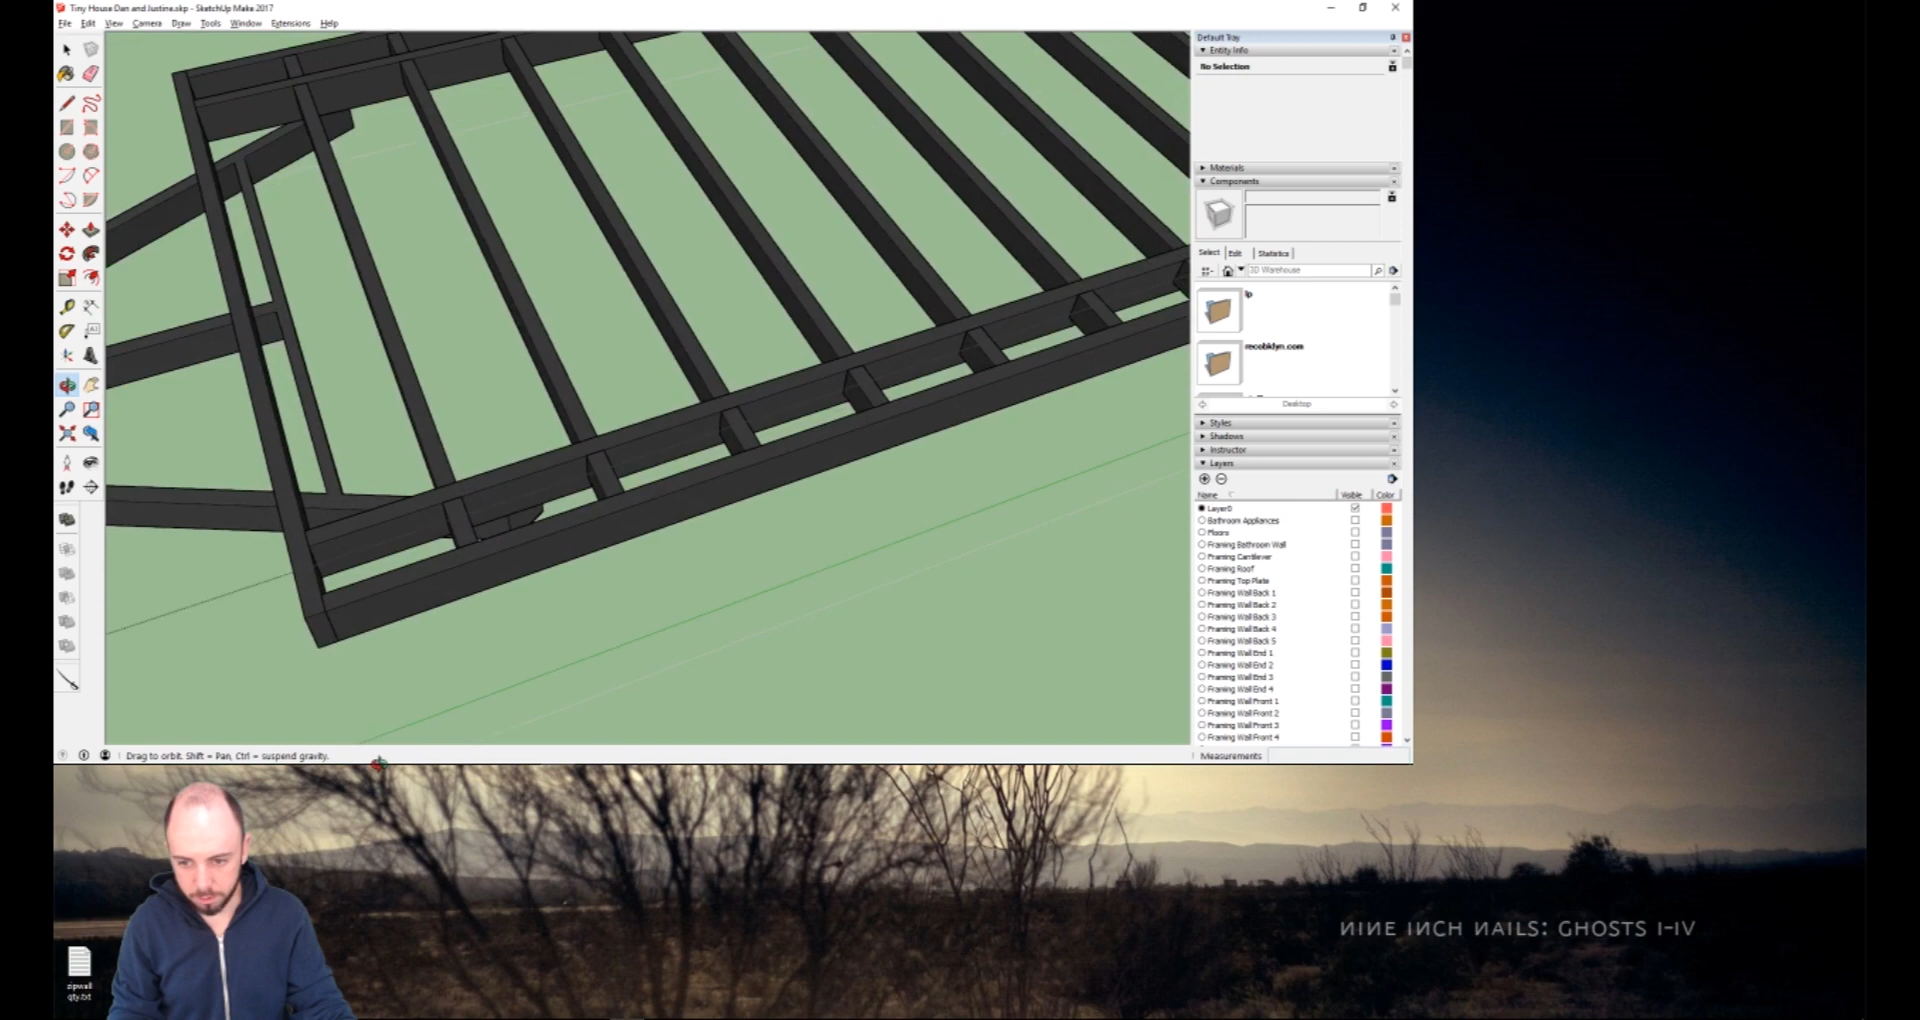 Tiny House Dan and Justine.skp - SketchUp Make 2017
File Edit View Camera Draw Tools Window Extensions Help
Default Tray
Entity Info
No Selection
Materials
Components
Select Edit Statistics
3D Warehouse
lp
recobklyn.com
Desktop
Styles
Shadows
Instructor
Layers
Name Visible Color
Layer0
Bathroom Appliances
Floors
Framing Bathroom Wall
Framing Cantilever
Framing Roof
Framing Top Plate
Framing Wall Back 1
Framing Wall Back 2
Framing Wall Back 3
Framing Wall Back 4
Framing Wall Back 5
Framing Wall End 1
Framing Wall End 2
Framing Wall End 3
Framing Wall End 4
Framing Wall Front 1
Framing Wall Front 2
Framing Wall Front 3
Framing Wall Front 4
Drag to orbit. Shift = Pan, Ctrl = suspend gravity.
Measurements
NINE INCH NAILS: GHOSTS I-IV
zipwall
qty.txt